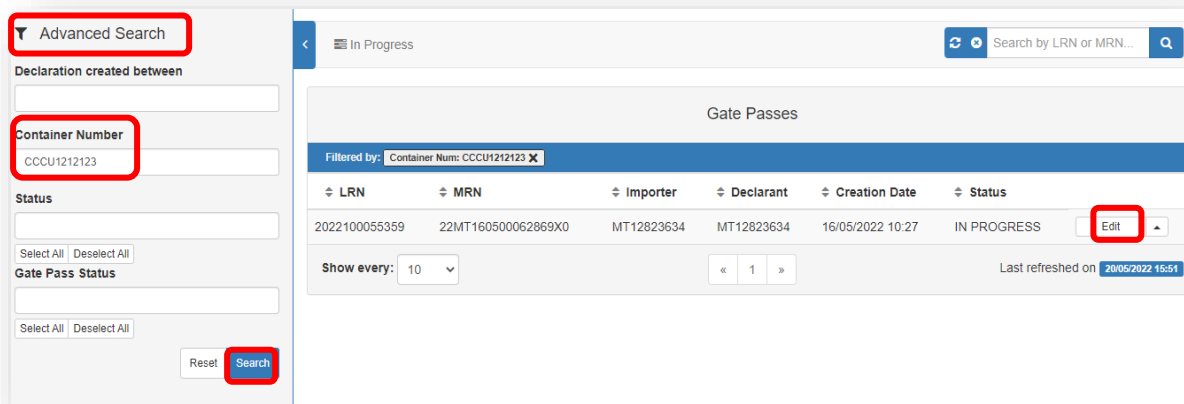 Advanced Search
Declaration created between
Container Number
CCCU1212123
Status
Select All Deselect All
Gate Pass Status
Select All Deselect All
Reset Search
In Progress
Search by LRN or MRN...
Gate Passes
Filtered by: Container Num: CCCU1212123
LRN MRN Importer Declarant Creation Date Status
2022100055359 22MT160500062869X0 MT12823634 MT12823634 16/05/2022 10:27 IN PROGRESS Edit
Show every: 10 « 1 » Last refreshed on 20/05/2022 15:51